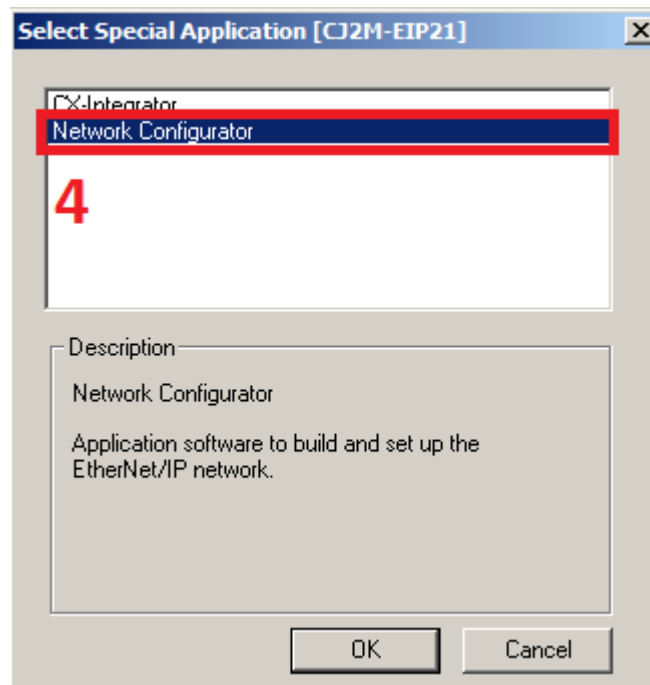 Select Special Application [CJ2M-EIP21]
CX-Integrator
Network Configurator
4
Description
Network Configurator
Application software to build and set up the
EtherNet/IP network.
OK
Cancel